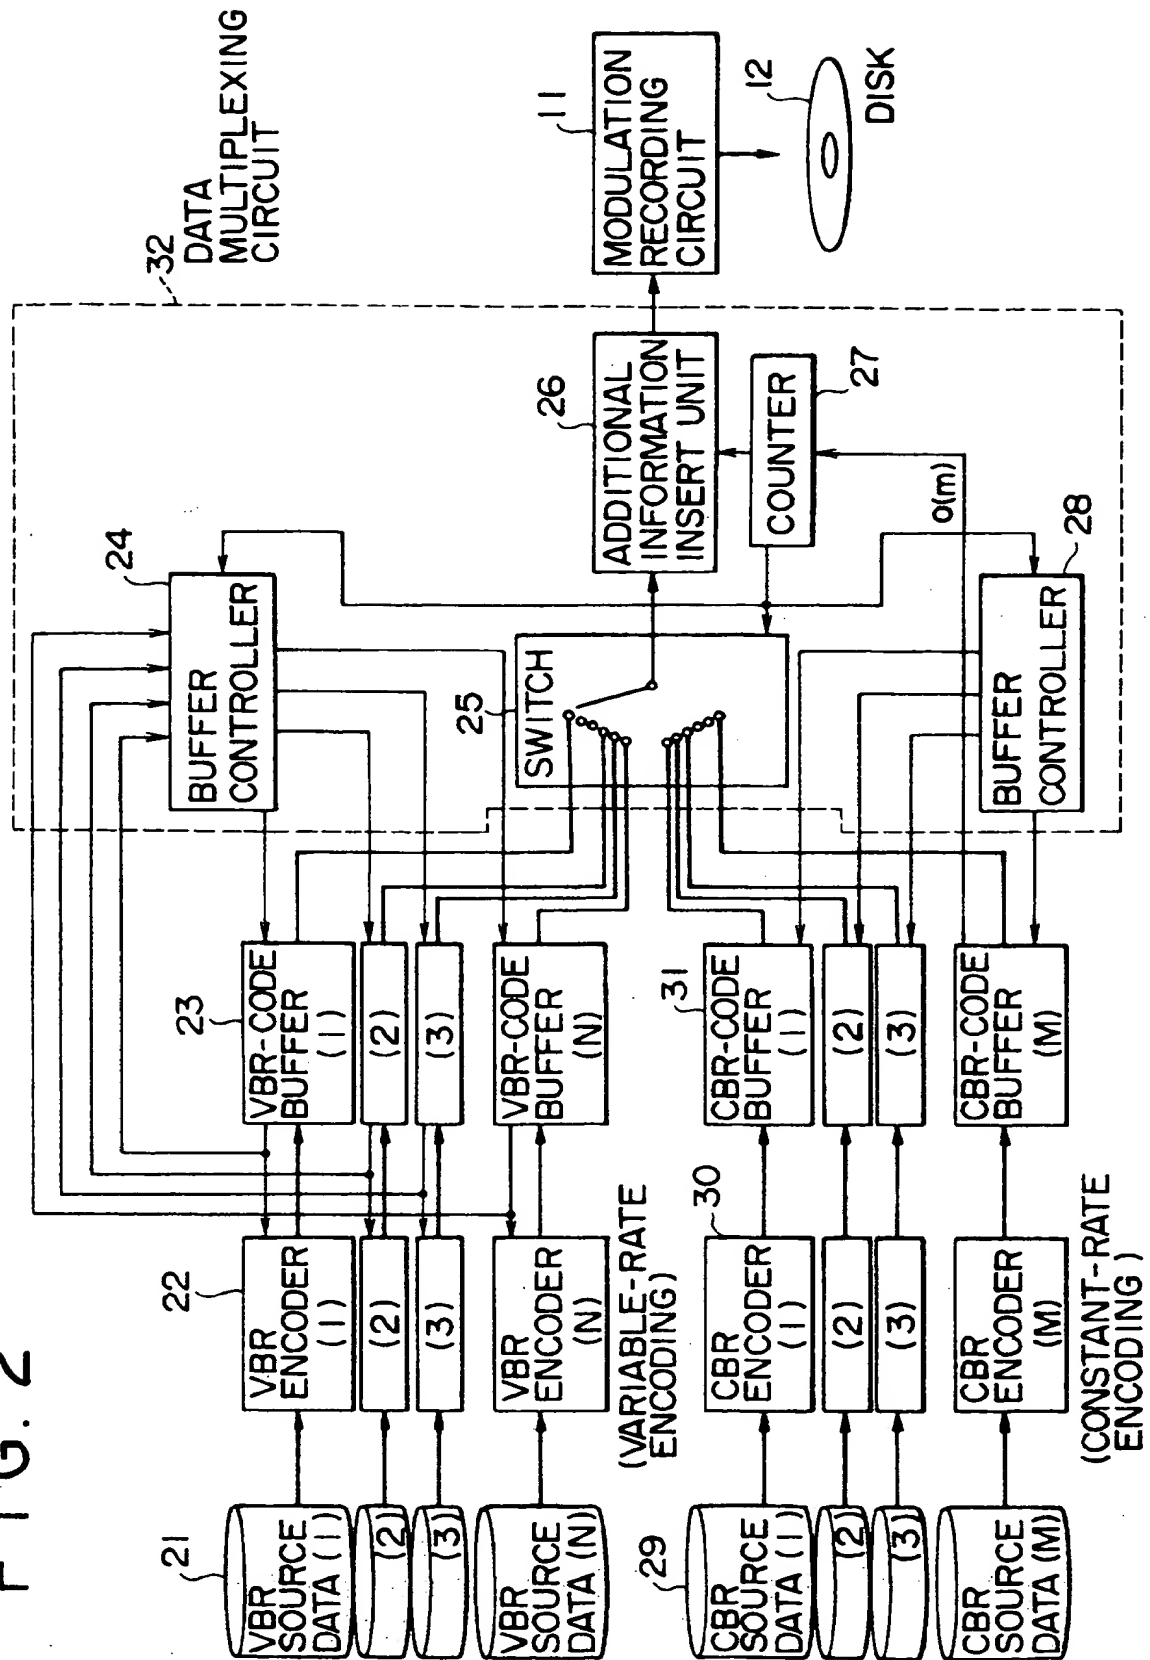 FIG. 2
21
VBR
SOURCE
DATA (1)
(2)
(3)
VBR
SOURCE
DATA (N)
29
CBR
SOURCE
DATA (1)
(2)
(3)
CBR
SOURCE
DATA (M)
22
VBR
ENCODER
(1)
(2)
(3)
VBR
ENCODER
(N)
(VARIABLE-RATE
ENCODING)
30
CBR
ENCODER
(1)
(2)
(3)
CBR
ENCODER
(M)
(CONSTANT-RATE
ENCODING)
23
VBR-CODE
BUFFER
(1)
(2)
(3)
VBR-CODE
BUFFER
(N)
31
CBR-CODE
BUFFER
(1)
(2)
(3)
CBR-CODE
BUFFER
(M)
24
BUFFER
CONTROLLER
25
SWITCH
28
BUFFER
CONTROLLER
26
ADDITIONAL
INFORMATION
INSERT UNIT
COUNTER
27
O(m)
32
DATA
MULTIPLEXING
CIRCUIT
11
MODULATION
RECORDING
CIRCUIT
12
DISK